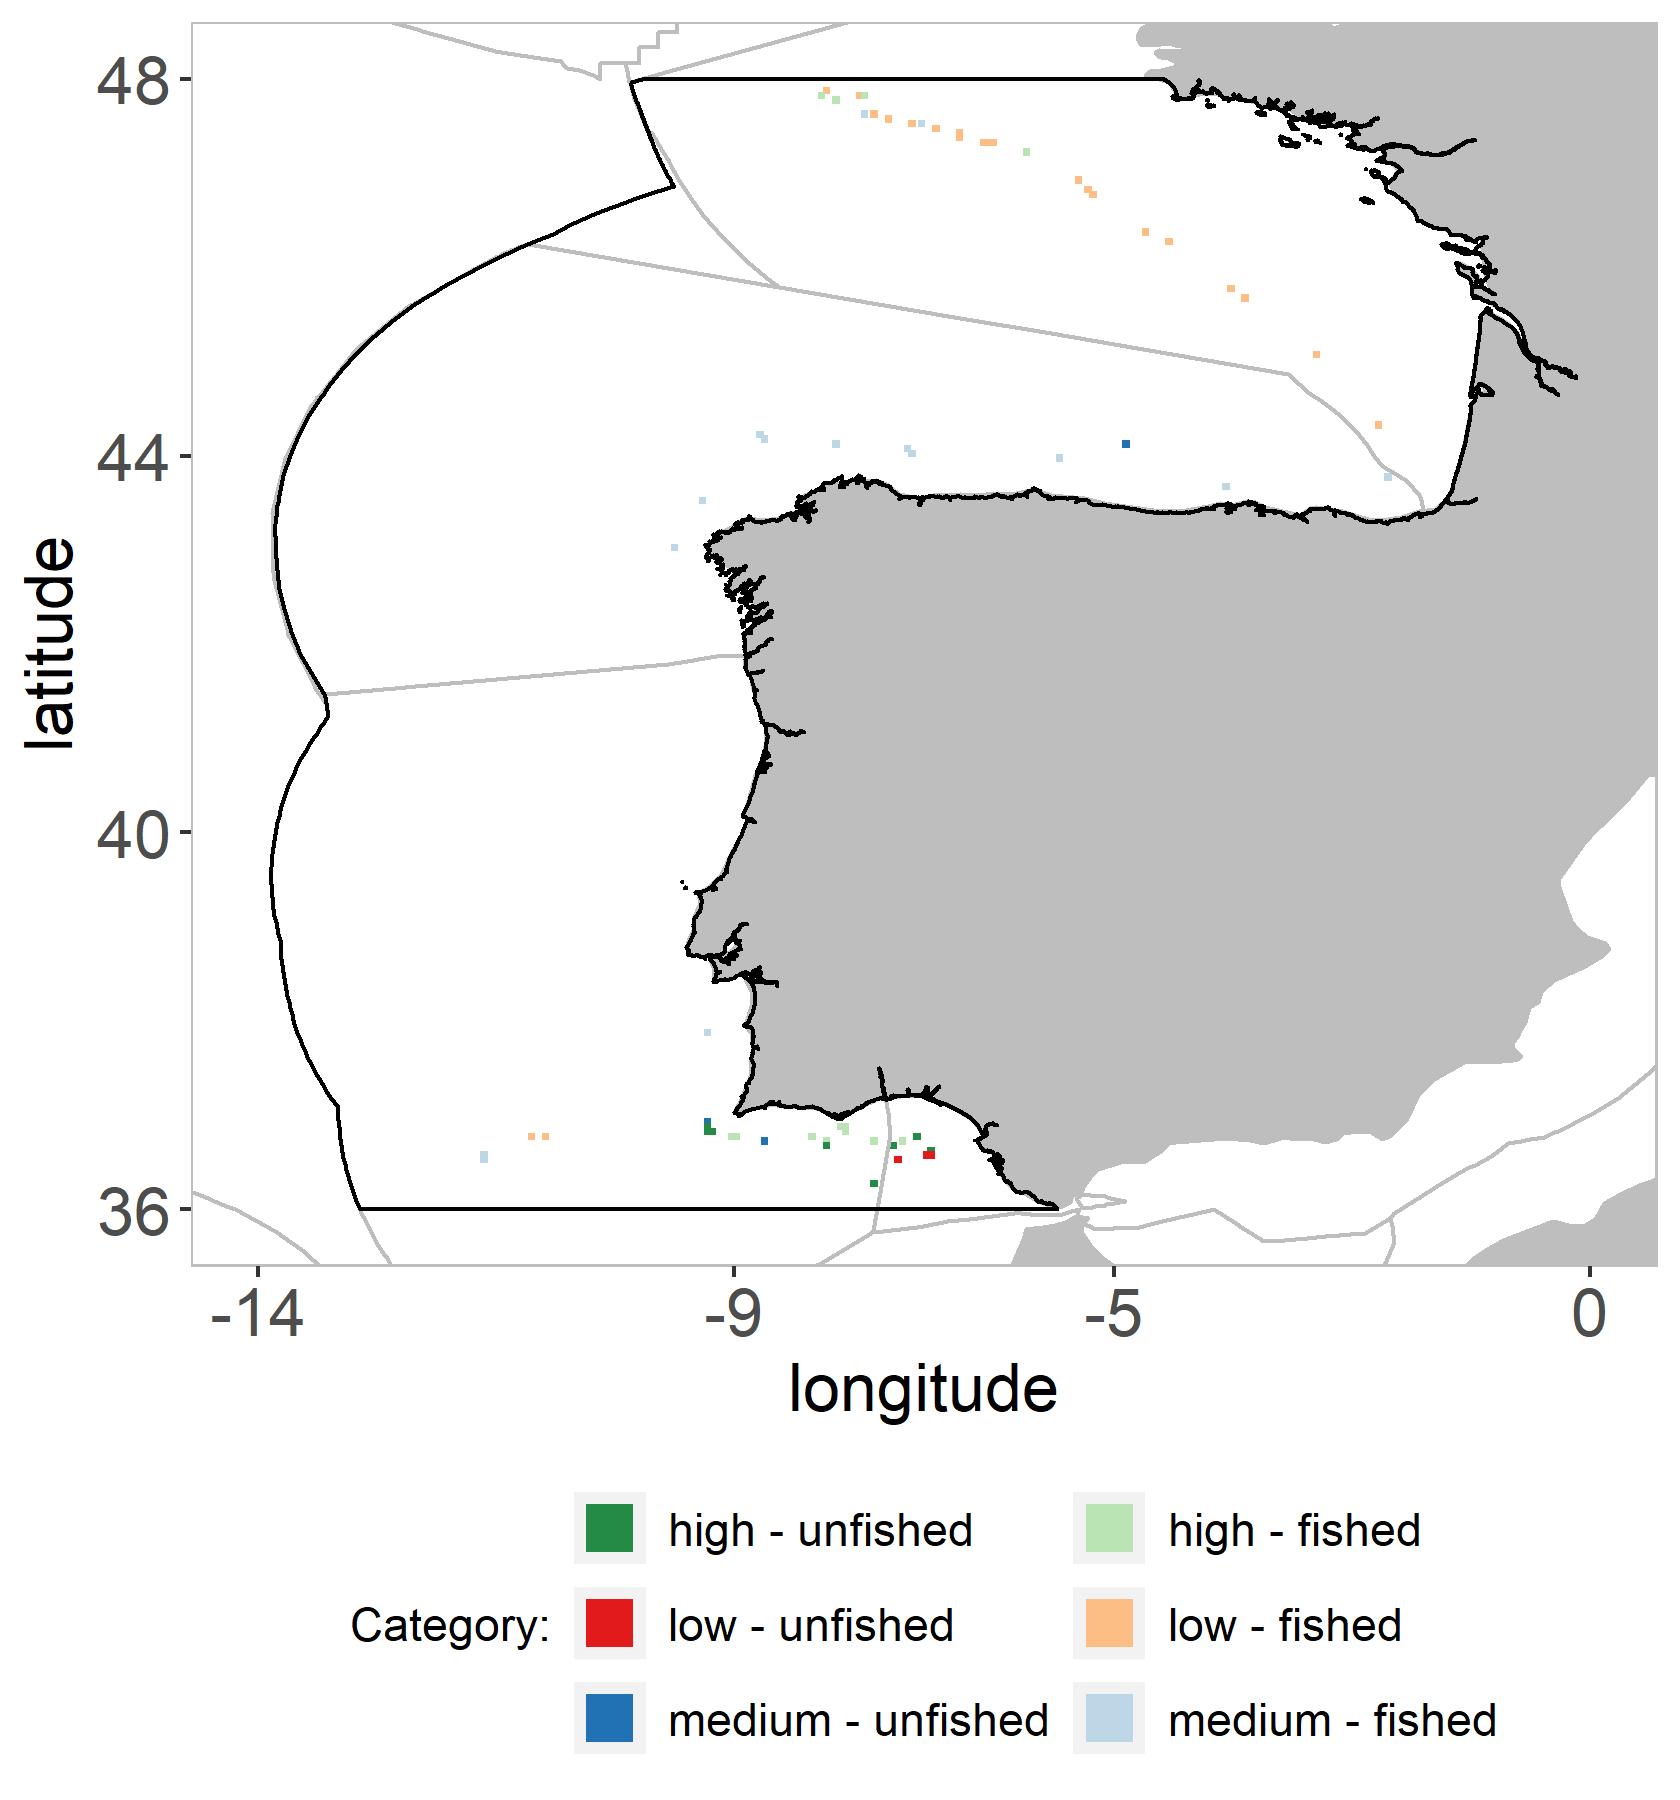 48
44
40
36
latitude
-14
-9
-5
0
longitude
Category:
high - unfished
high - fished
low - unfished
low - fished
medium - unfished
medium - fished